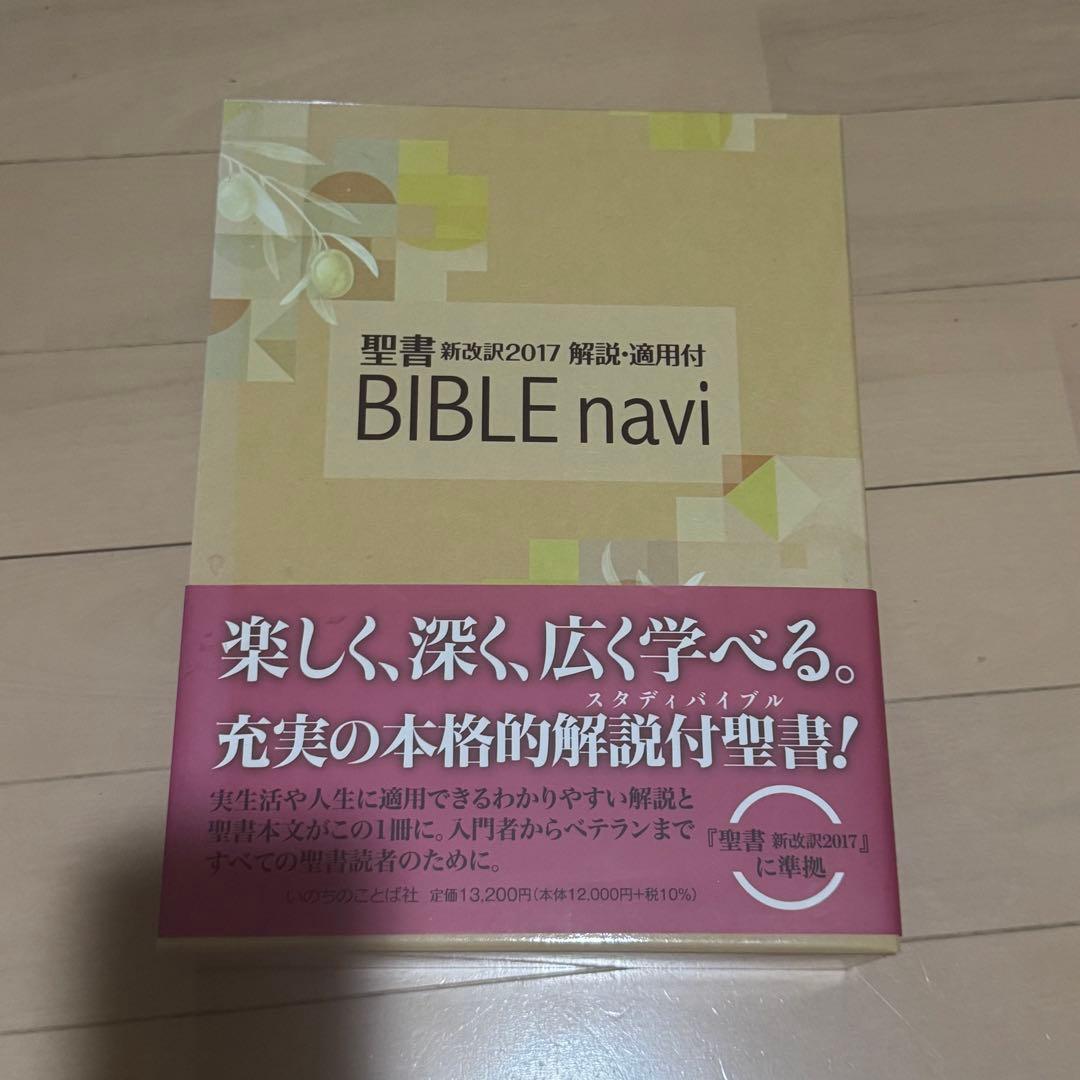 聖書 新改訳2017 解説・適用付
BIBLE navi
楽しく、深く、広く学べる。
スタディバイブル
充実の本格的解説付聖書!
実生活や人生に適用できるわかりやすい解説と
聖書本文がこの1冊に。入門者からベテランまで
すべての聖書読者のために。
いのちのことば社 定価13,200円(本体12,000円+税10%)
『聖書 新改訳2017』
に準拠